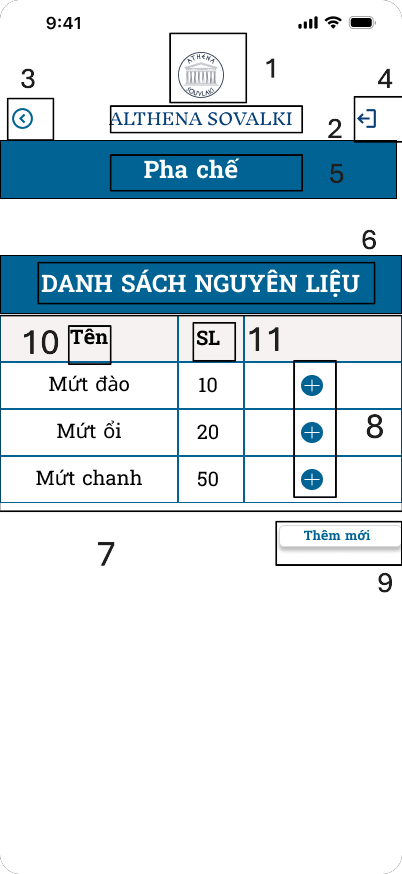 9:41
ATHENA
SOUVLAKI
1
3
4
ALTHENA SOVALKI
2
Pha chế
5
6
DANH SÁCH NGUYÊN LIỆU
10 Tên SL 11
Mứt đào 10
Mứt ổi 20
8
Mứt chanh 50
Thêm mới
7
9